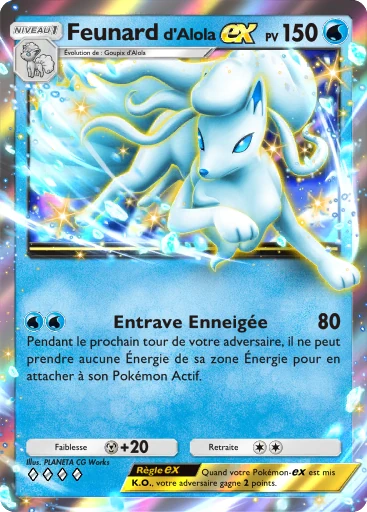 NIVEAU 1
Feunard d'Alola ex PV 150
Évolution de : Goupix d'Alola
Entrave Enneigée 80
Pendant le prochain tour de votre adversaire, il ne peut
prendre aucune Énergie de sa zone Énergie pour en
attacher à son Pokémon Actif.
Faiblesse +20 Retraite
Illus. PLANETA CG Works
Règle ex Quand votre Pokémon-ex est mis
K.O., votre adversaire gagne 2 points.